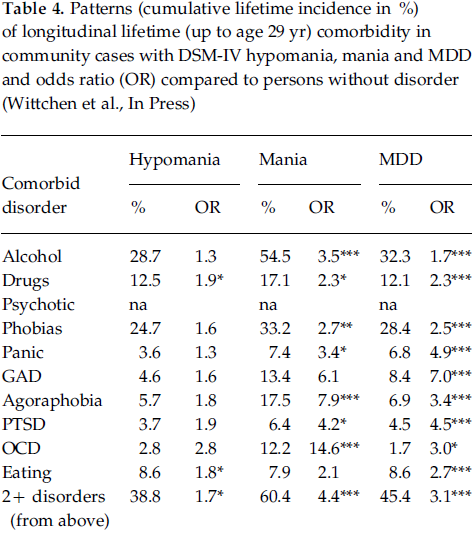 Table 4. Patterns (cumulative lifetime incidence in %)
of longitudinal lifetime (up to age 29 yr) comorbidity in
community cases with DSM-IV hypomania, mania and MDD
and odds ratio (OR) compared to persons without disorder
(Wittchen et al., In Press)
Hypomania Mania MDD
Comorbid
disorder % OR % OR % OR
Alcohol 28.7 1.3 54.5 3.5*** 32.3 1.7***
Drugs 12.5 1.9* 17.1 2.3* 12.1 2.3***
Psychotic na na na
Phobias 24.7 1.6 33.2 2.7** 28.4 2.5***
Panic 3.6 1.3 7.4 3.4* 6.8 4.9***
GAD 4.6 1.6 13.4 6.1 8.4 7.0***
Agoraphobia 5.7 1.8 17.5 7.9*** 6.9 3.4***
PTSD 3.7 1.9 6.4 4.2* 4.5 4.5***
OCD 2.8 2.8 12.2 14.6*** 1.7 3.0*
Eating 8.6 1.8* 7.9 2.1 8.6 2.7***
2+ disorders 38.8 1.7* 60.4 4.4*** 45.4 3.1***
(from above)